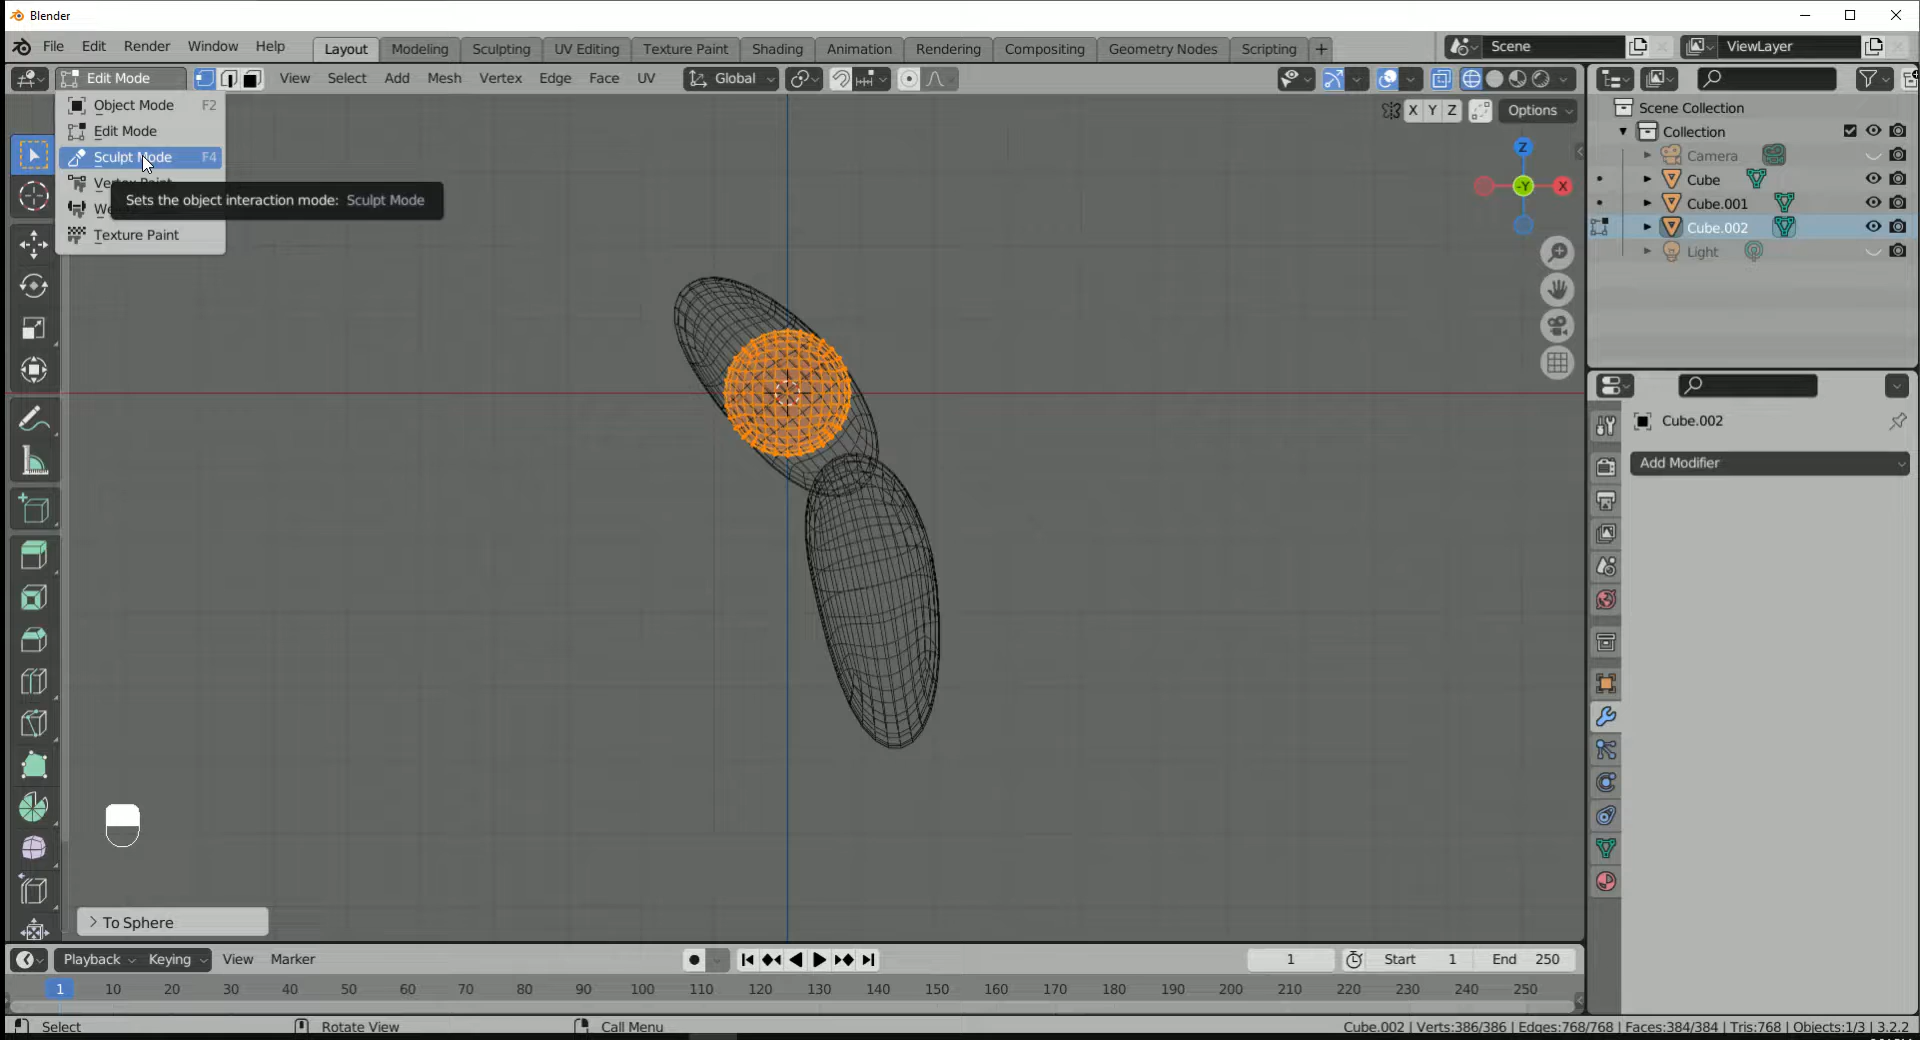 Blender
File Edit Render Window Help
Layout Modeling Sculpting UV Editing Texture Paint Shading Animation Rendering Compositing Geometry Nodes Scripting +
Scene
ViewLayer
Edit Mode
View Select Add Mesh Vertex Edge Face UV
Global
Object Mode F2
Edit Mode
Sculpt Mode F4
Texture Paint
Sets the object interaction mode: Sculpt Mode
X Y Z
Options
Z
-Y
X
Scene Collection
Collection
Camera
Cube
Cube.001
Cube.002
Light
Cube.002
Add Modifier
To Sphere
Playback Keying View Marker
1
Start 1
End 250
1 10 20 30 40 50 60 70 80 90 100 110 120 130 140 150 160 170 180 190 200 210 220 230 240 250
Select
Rotate View
Call Menu
Cube.002 | Verts:386/386 | Edges:768/768 | Faces:384/384 | Tris:768 | Objects:1/3 | 3.2.2